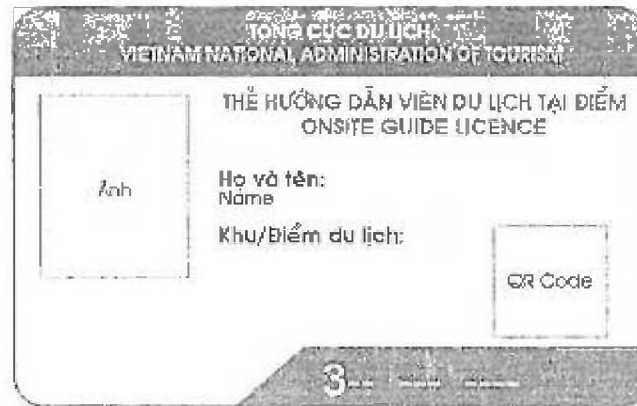 TỔNG CỤC DU LỊCH
VIETNAM NATIONAL ADMINISTRATION OF TOURISM
THẺ HƯỚNG DẪN VIÊN DU LỊCH TẠI ĐIỂM
ONSITE GUIDE LICENCE
Ảnh
Họ và tên:
Name
Khu/Điểm du lịch:
QR Code
3-- --- ----